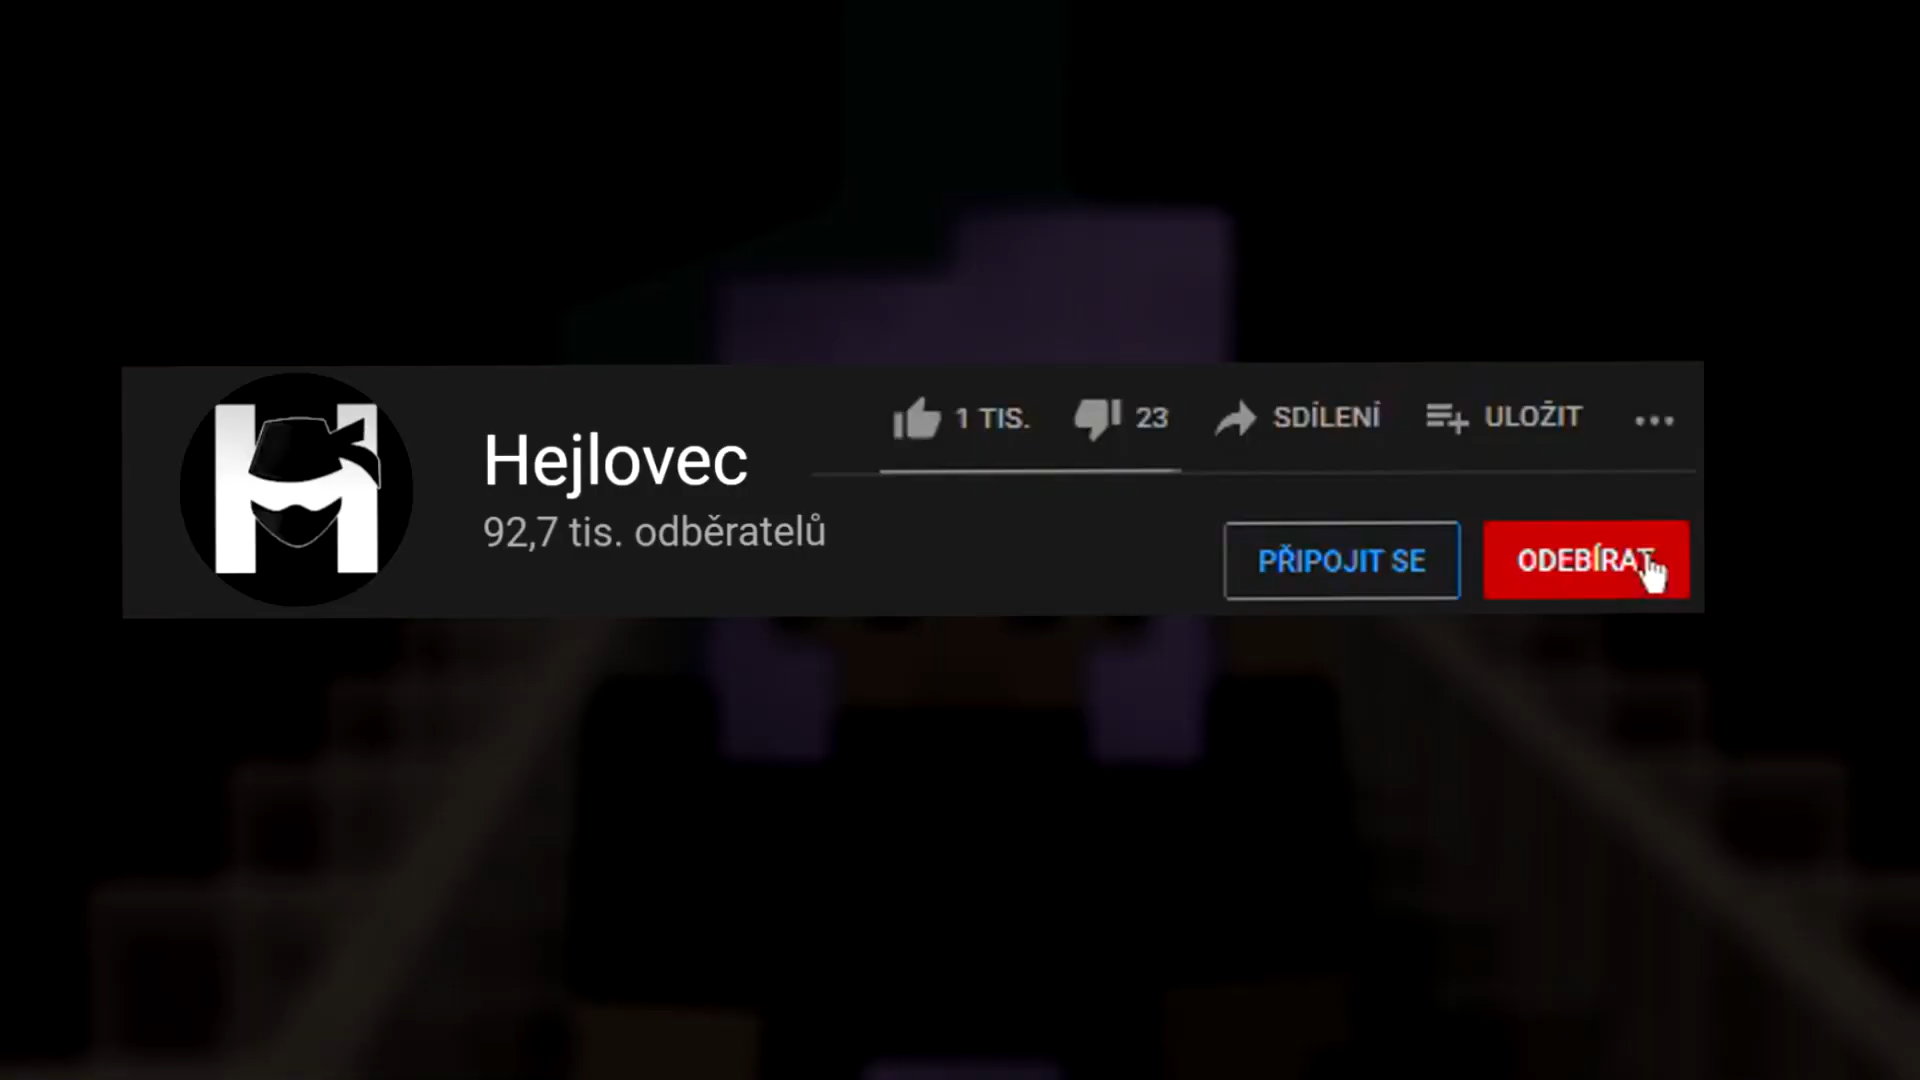 H
Hejlovec
92,7 tis. odběratelů
1 TIS. 23 SDÍLENÍ ULOŽIT
PŘIPOJIT SE ODEBÍRAT